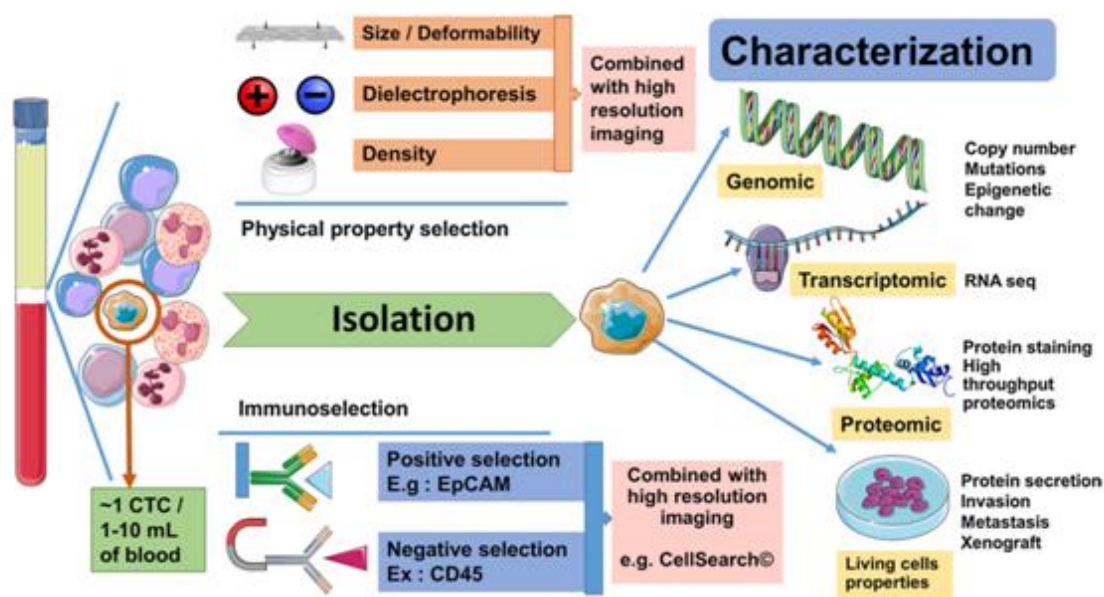 Size / Deformability
Dielectrophoresis
Density
Combined
with high
resolution
imaging
Physical property selection
Isolation
Immunoselection
Positive selection
E.g : EpCAM
Negative selection
Ex : CD45
Combined with
high resolution
imaging
e.g. CellSearch©
~1 CTC /
1-10 mL
of blood
Characterization
Genomic
Copy number
Mutations
Epigenetic
change
Transcriptomic
RNA seq
Proteomic
Protein staining
High
throughput
proteomics
Living cells
properties
Protein secretion
Invasion
Metastasis
Xenograft